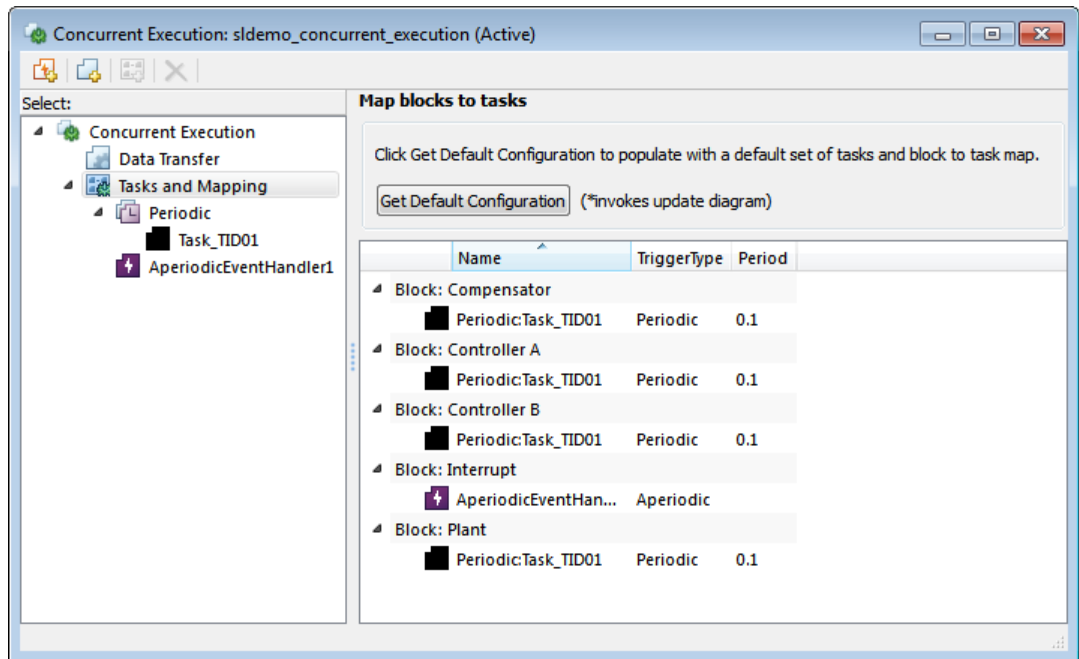 Concurrent Execution: sldemo_concurrent_execution (Active)
Select:
Concurrent Execution
Data Transfer
Tasks and Mapping
Periodic
Task_TID01
AperiodicEventHandler1
Map blocks to tasks
Click Get Default Configuration to populate with a default set of tasks and block to task map.
Get Default Configuration (*invokes update diagram)
Name TriggerType Period
Block: Compensator
Periodic:Task_TID01 Periodic 0.1
Block: Controller A
Periodic:Task_TID01 Periodic 0.1
Block: Controller B
Periodic:Task_TID01 Periodic 0.1
Block: Interrupt
AperiodicEventHan... Aperiodic
Block: Plant
Periodic:Task_TID01 Periodic 0.1